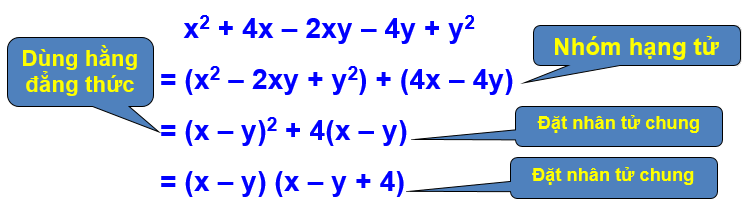 x² + 4x – 2xy – 4y + y²
Dùng hằng
đẳng thức
Nhóm hạng tử
= (x² – 2xy + y²) + (4x – 4y)
= (x – y)² + 4(x – y)
Đặt nhân tử chung
= (x – y) (x – y + 4)
Đặt nhân tử chung